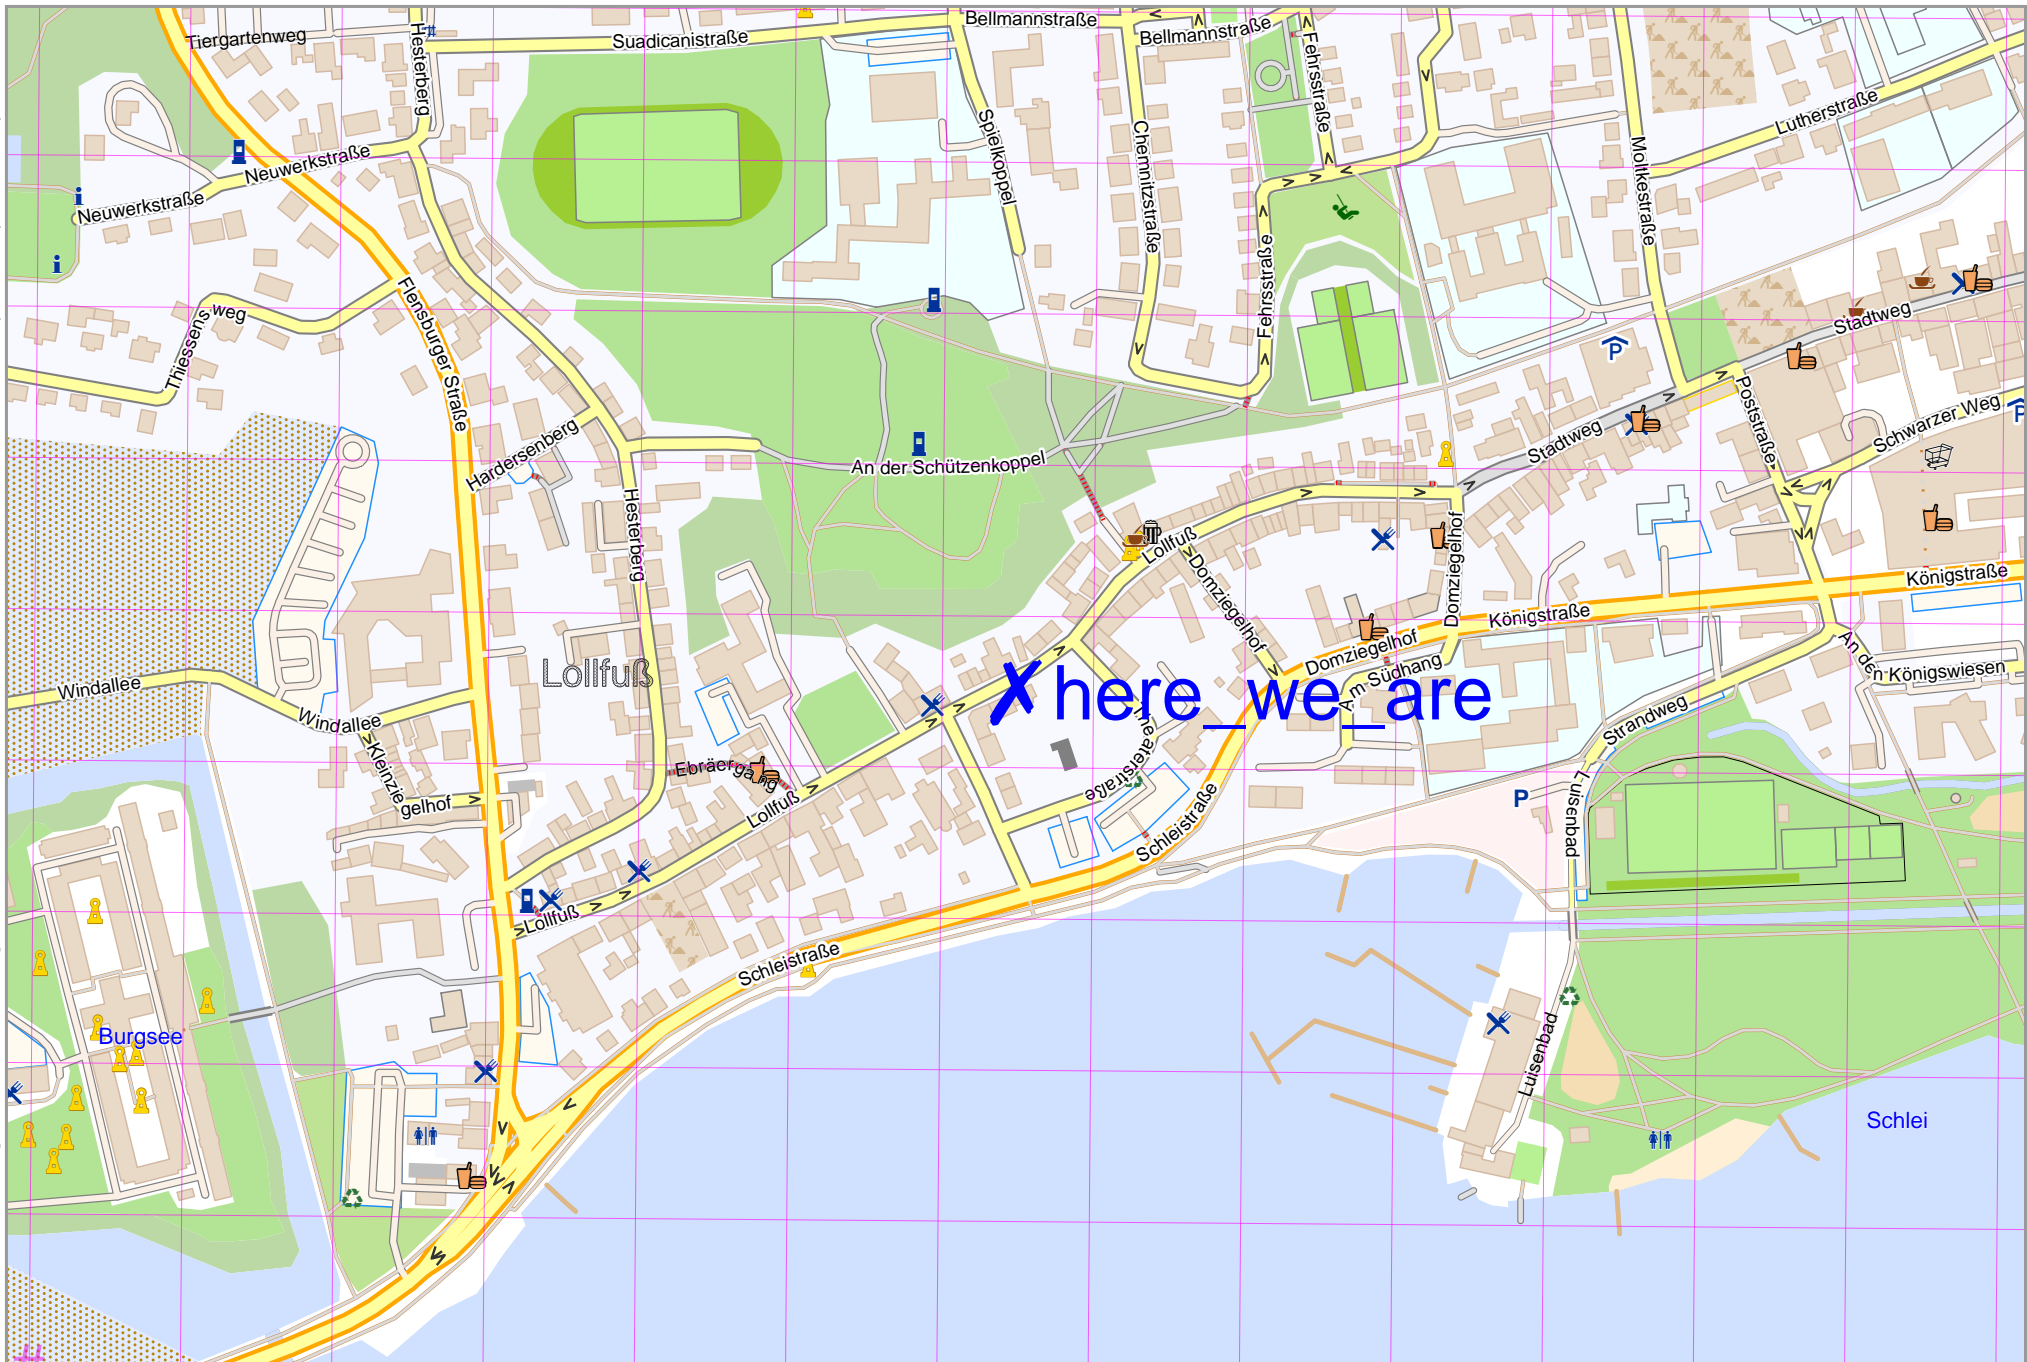 Tiergartenweg
Hesterberg
Suadicanistraße
Bellmannstraße
Bellmannstraße
Fehrsstraße
Spielkoppel
Chemnitzstraße
Moltkestraße
Lutherstraße
Neuwerkstraße
Neuwerkstraße
i
i
Thiessensweg
Flensburger Straße
Fehrsstraße
P
Stadtweg
Stadtweg
Poststraße
Schwarzer Weg
P
Hardersenberg
Hesterberg
An der Schützenkoppel
Lollfuß
Domziegelhof
Domziegelhof
Königstraße
Königstraße
Domziegelhof
Am Südhang
An den Königswiesen
Lollfuß
Windallee
Windallee
Kleinziegelhof
here_we_are
Theaterstraße
Strandweg
Ebräergang
Lollfuß
Schleistraße
P
Luisenbad
Lollfuß
Schleistraße
Burgsee
Luisenbad
Schlei